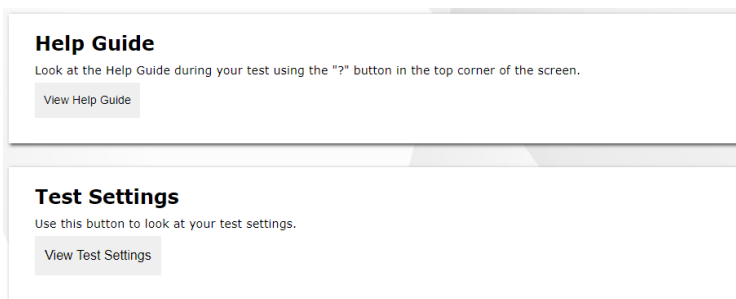 Help Guide
Look at the Help Guide during your test using the "?" button in the top corner of the screen.
View Help Guide
Test Settings
Use this button to look at your test settings.
View Test Settings